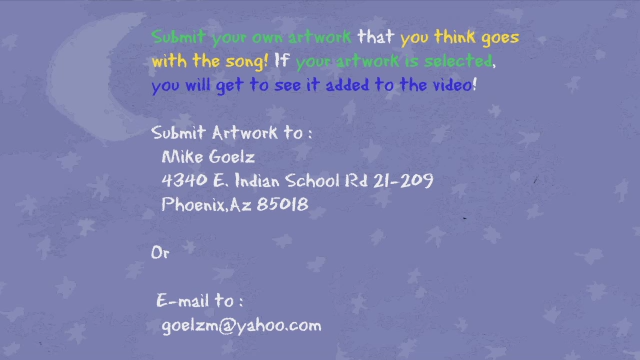 Submit your own artwork that you think goes
with the song! If your artwork is selected,
you will get to see it added to the video!
Submit Artwork to :
Mike Goelz
4340 E. Indian School Rd 21-209
Phoenix,Az 85018
Or
E-mail to :
goelzm@yahoo.com